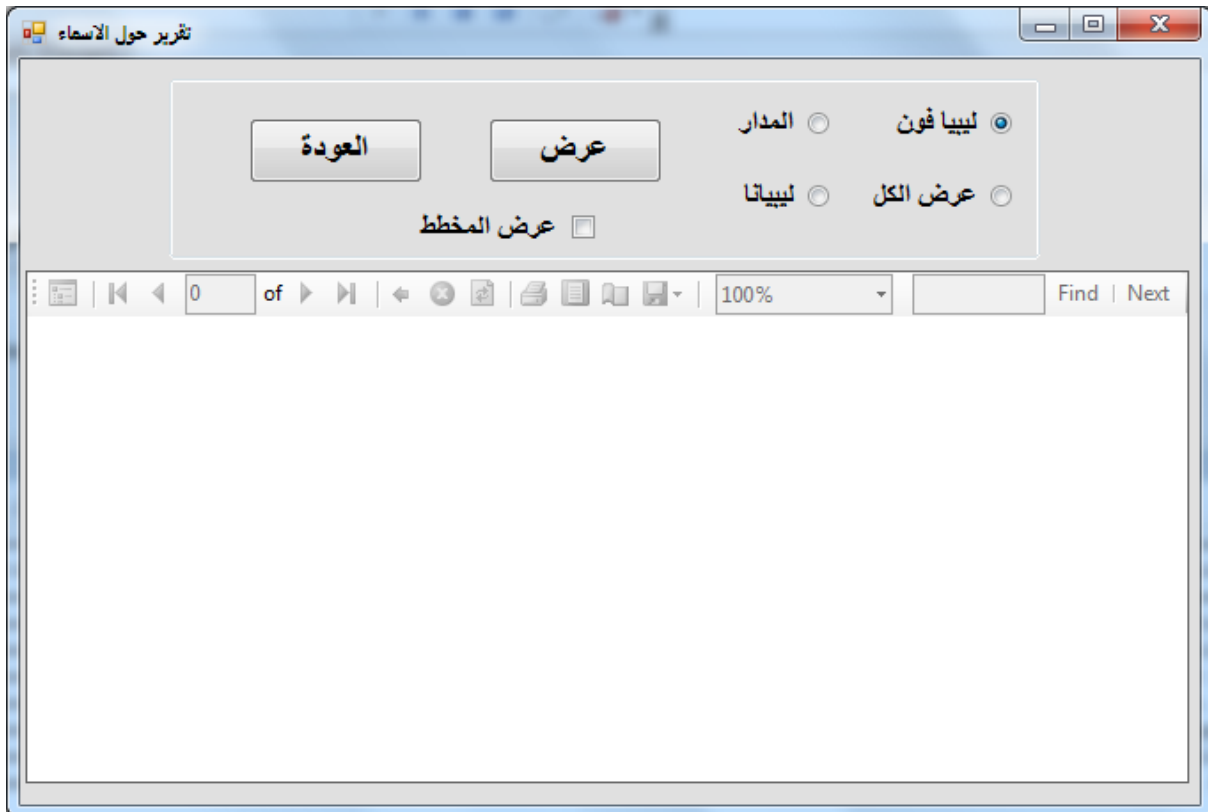 تقرير حول الاسماء
ليبيا فون المدار
عرض العودة
عرض الكل ليبيانا
عرض المخطط
0 of 100% Find | Next